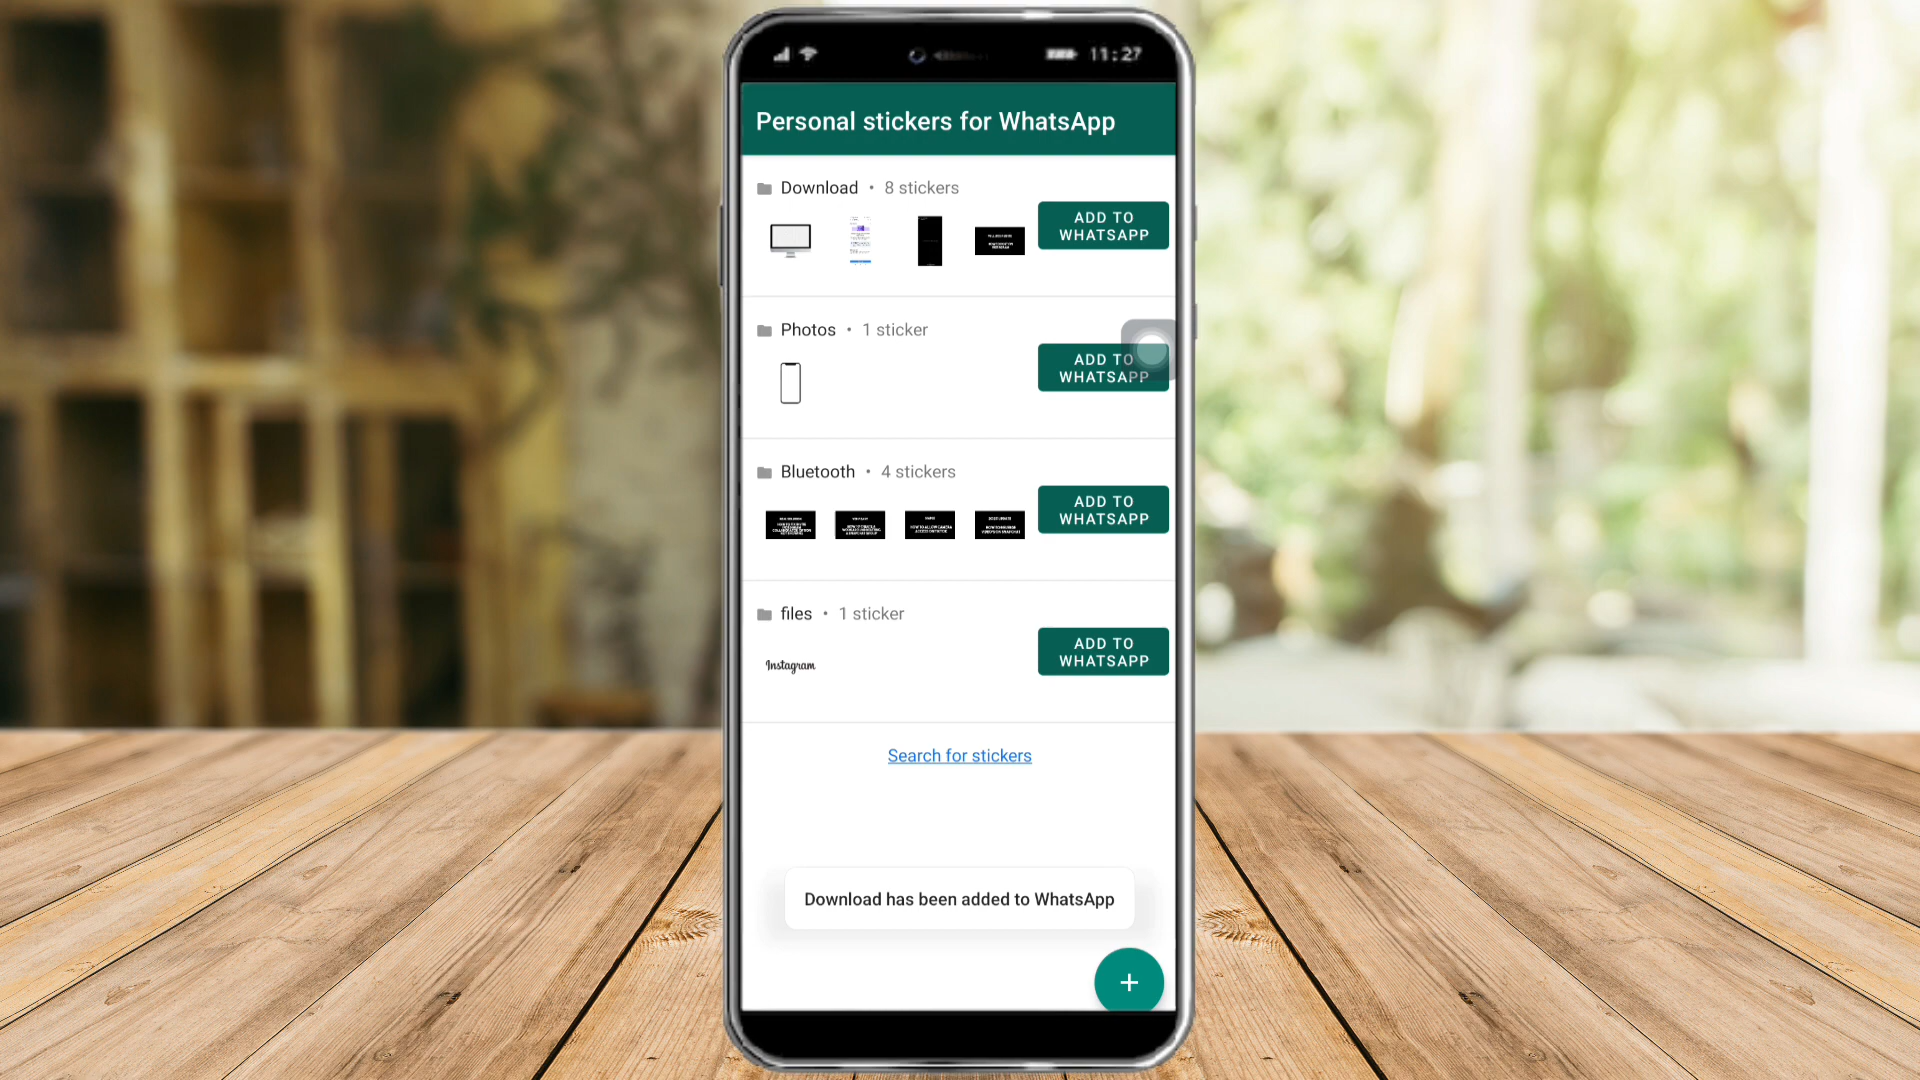 11:27
Personal stickers for WhatsApp
Download • 8 stickers
ADD TO
WHATSAPP
Photos • 1 sticker
ADD TO
WHATSAPP
Bluetooth • 4 stickers
ADD TO
WHATSAPP
files • 1 sticker
Instagram
ADD TO
WHATSAPP
Search for stickers
Download has been added to WhatsApp
+